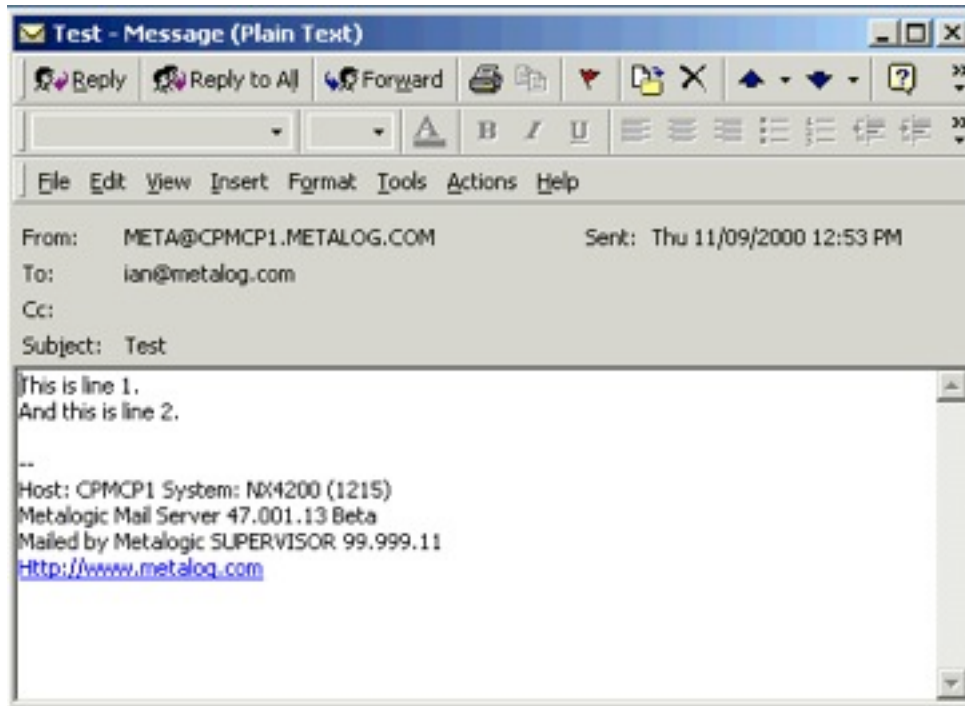 Test - Message (Plain Text)
Reply Reply to All Forward
A B I U
File Edit View Insert Format Tools Actions Help
From: META@CPMCP1.METALOG.COM Sent: Thu 11/09/2000 12:53 PM
To: ian@metalog.com
Cc:
Subject: Test
This is line 1.
And this is line 2.
--
Host: CPMCP1 System: NX4200 (1215)
Metalogic Mail Server 47.001.13 Beta
Mailed by Metalogic SUPERVISOR 99.999.11
Http://www.metalog.com